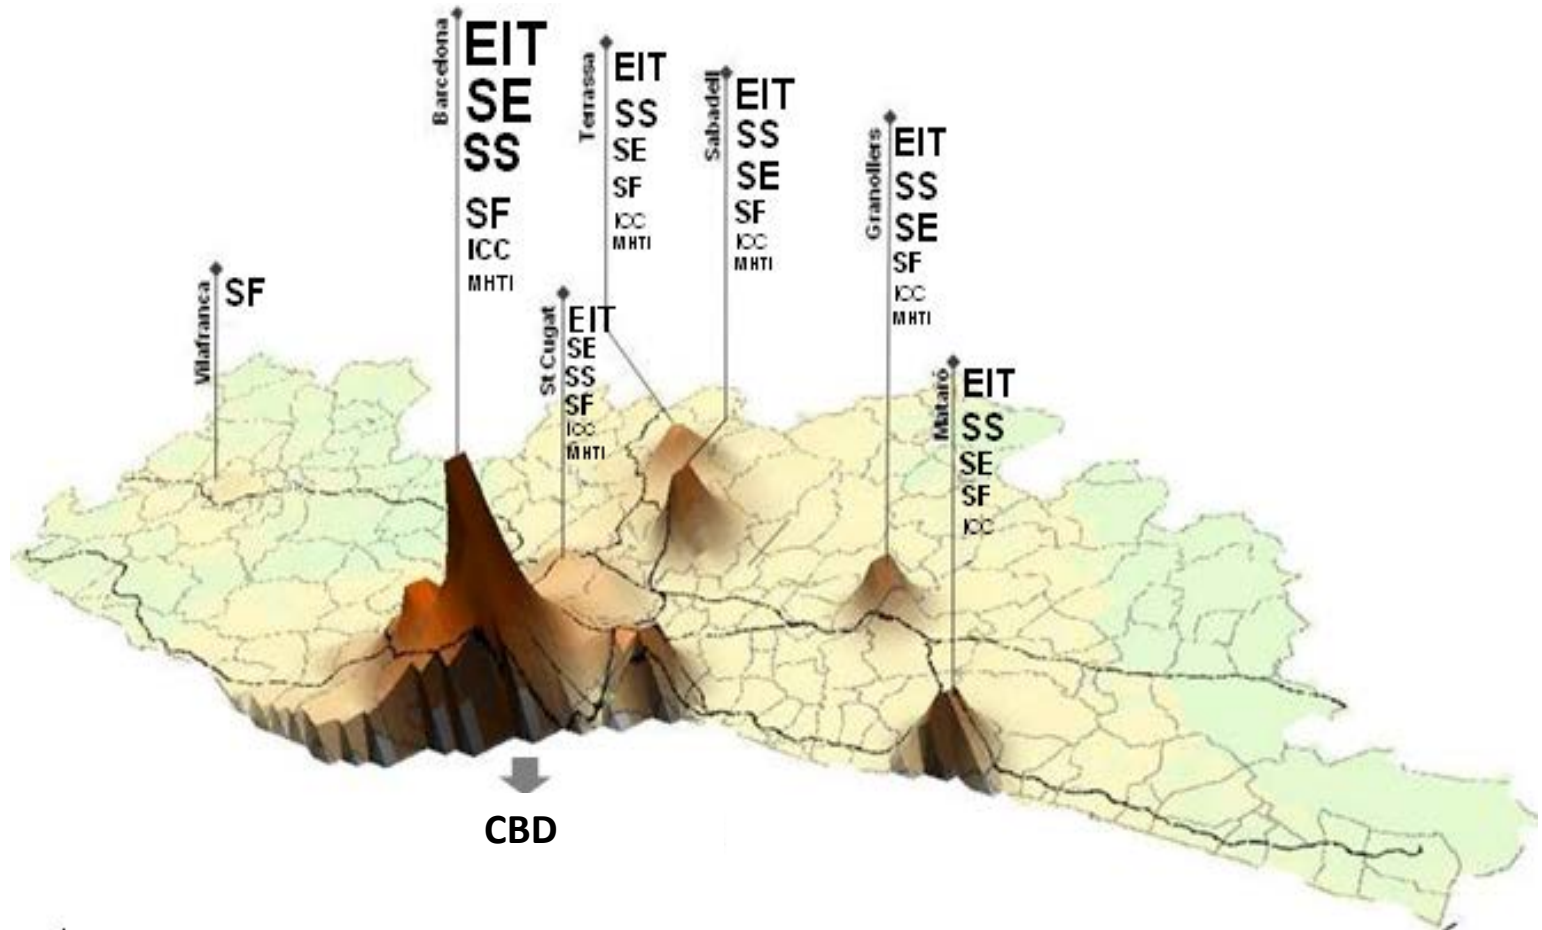 Barcelona
EIT
SE
SS
SF
ICC
MHTI
Terrassa
EIT
SS
SE
SF
ICC
MHTI
Sabadell
EIT
SS
SE
SF
ICC
MHTI
Granollers
EIT
SS
SE
SF
ICC
MHTI
Vilafranca
SF
St Cugat
EIT
SE
SS
SF
ICC
MHTI
Mataró
EIT
SS
SE
SF
ICC
CBD